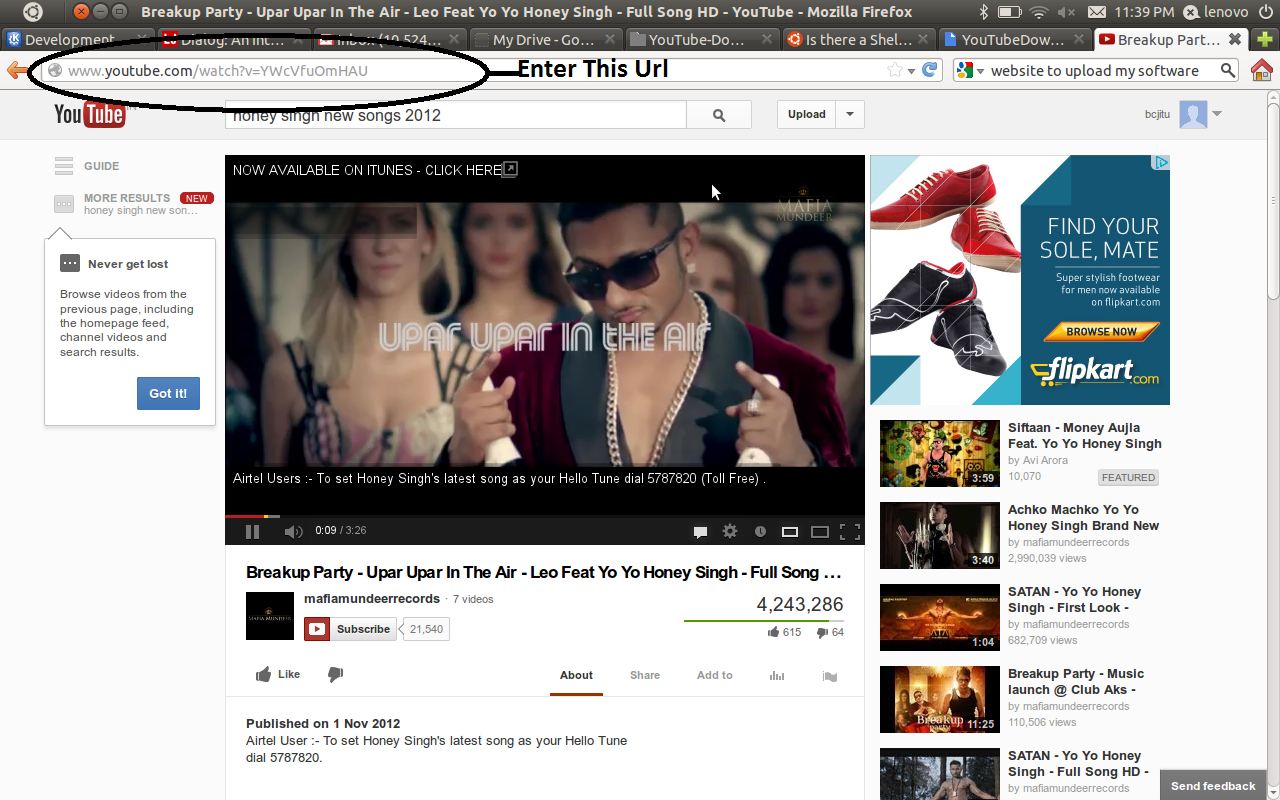 Breakup Party - Upar Upar In The Air - Leo Feat Yo Yo Honey Singh - Full Song HD - YouTube - Mozilla Firefox
11:39 PM
lenovo
Development
Dialog: An Int...
Inbox (10,524...
My Drive - Go...
YouTube-Do...
Is there a Shel...
YouTubeDow...
Breakup Part...
www.youtube.com/watch?v=YWcVfuOmHAU
Enter This Url
website to upload my software
YouTube
honey singh new songs 2012
Upload
bcjitu
GUIDE
MORE RESULTS NEW
honey singh new son...
Never get lost
Browse videos from the
previous page, including
the homepage feed,
channel videos and
search results.
Got it!
NOW AVAILABLE ON ITUNES - CLICK HERE
MAFIA
MUNDEER
UPAR UPAR IN THE AIR
Airtel Users :- To set Honey Singh's latest song as your Hello Tune dial 5787820 (Toll Free) .
0:09 / 3:26
Breakup Party - Upar Upar In The Air - Leo Feat Yo Yo Honey Singh - Full Song ...
MAFIA MUNDEER
mafiamundeerrecords · 7 videos
Subscribe 21,540
4,243,286
615 64
Like
About
Share
Add to
Published on 1 Nov 2012
Airtel User :- To set Honey Singh's latest song as your Hello Tune
dial 5787820.
FIND YOUR
SOLE, MATE
Super stylish footwear
for men now available
on flipkart.com
BROWSE NOW
flipkart.com
3:59
Siftaan - Money Aujla
Feat. Yo Yo Honey Singh
by Avi Arora
10,070
FEATURED
3:40
Achko Machko Yo Yo
Honey Singh Brand New
by mafiamundeerrecords
2,990,039 views
SATAN
1:04
SATAN - Yo Yo Honey
Singh - First Look -
by mafiamundeerrecords
682,709 views
Breakup
party
11:25
Breakup Party - Music
launch @ Club Aks -
by mafiamundeerrecords
110,506 views
SATAN - Yo Yo Honey
Singh - Full Song HD -
by mafiamundeerrecords
Send feedback